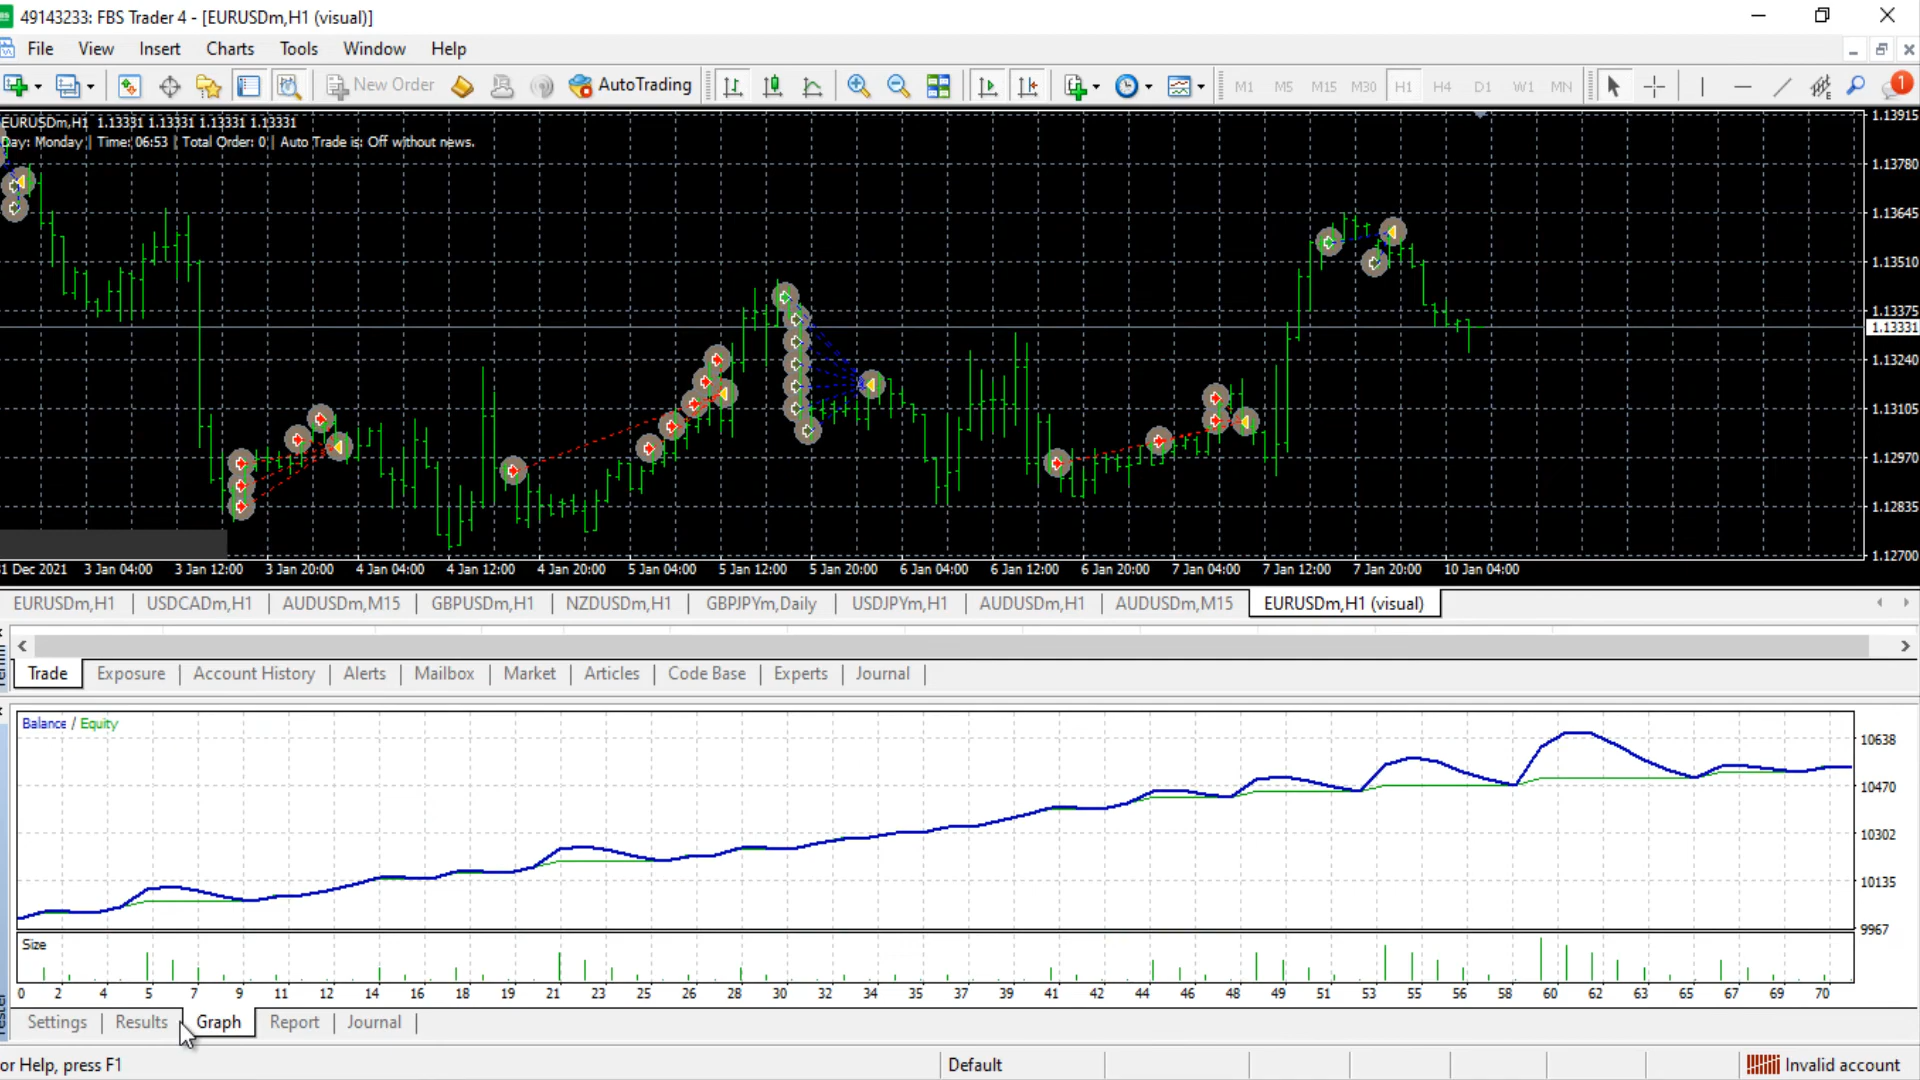 49143233: FBS Trader 4 - [EURUSDm,H1 (visual)]
File View Insert Charts Tools Window Help
New Order AutoTrading M1 M5 M15 M30 H1 H4 D1 W1 MN 1
EURUSDm,H1 1.13331 1.13331 1.13331 1.13331
Day: Monday | Time: 06:53 | Total Order: 0 | Auto Trade is: Off without news.
1.13915
1.13780
1.13645
1.13510
1.13375
1.13331
1.13240
1.13105
1.12970
1.12835
1.12700
31 Dec 2021 3 Jan 04:00 3 Jan 12:00 3 Jan 20:00 4 Jan 04:00 4 Jan 12:00 4 Jan 20:00 5 Jan 04:00 5 Jan 12:00 5 Jan 20:00 6 Jan 04:00 6 Jan 12:00 6 Jan 20:00 7 Jan 04:00 7 Jan 12:00 7 Jan 20:00 10 Jan 04:00
EURUSDm,H1 USDCADm,H1 AUDUSDm,M15 GBPUSDm,H1 NZDUSDm,H1 GBPJPYm,Daily USDJPYm,H1 AUDUSDm,H1 AUDUSDm,M15 EURUSDm,H1 (visual)
Trade Exposure Account History Alerts Mailbox Market Articles Code Base Experts Journal
Balance / Equity
10638
10470
10302
10135
9967
Size
0 2 4 5 7 9 11 12 14 16 18 19 21 23 25 26 28 30 32 34 35 37 39 41 42 44 46 48 49 51 53 55 56 58 60 62 63 65 67 69 70
Settings Results Graph Report Journal
or Help, press F1
Default
Invalid account